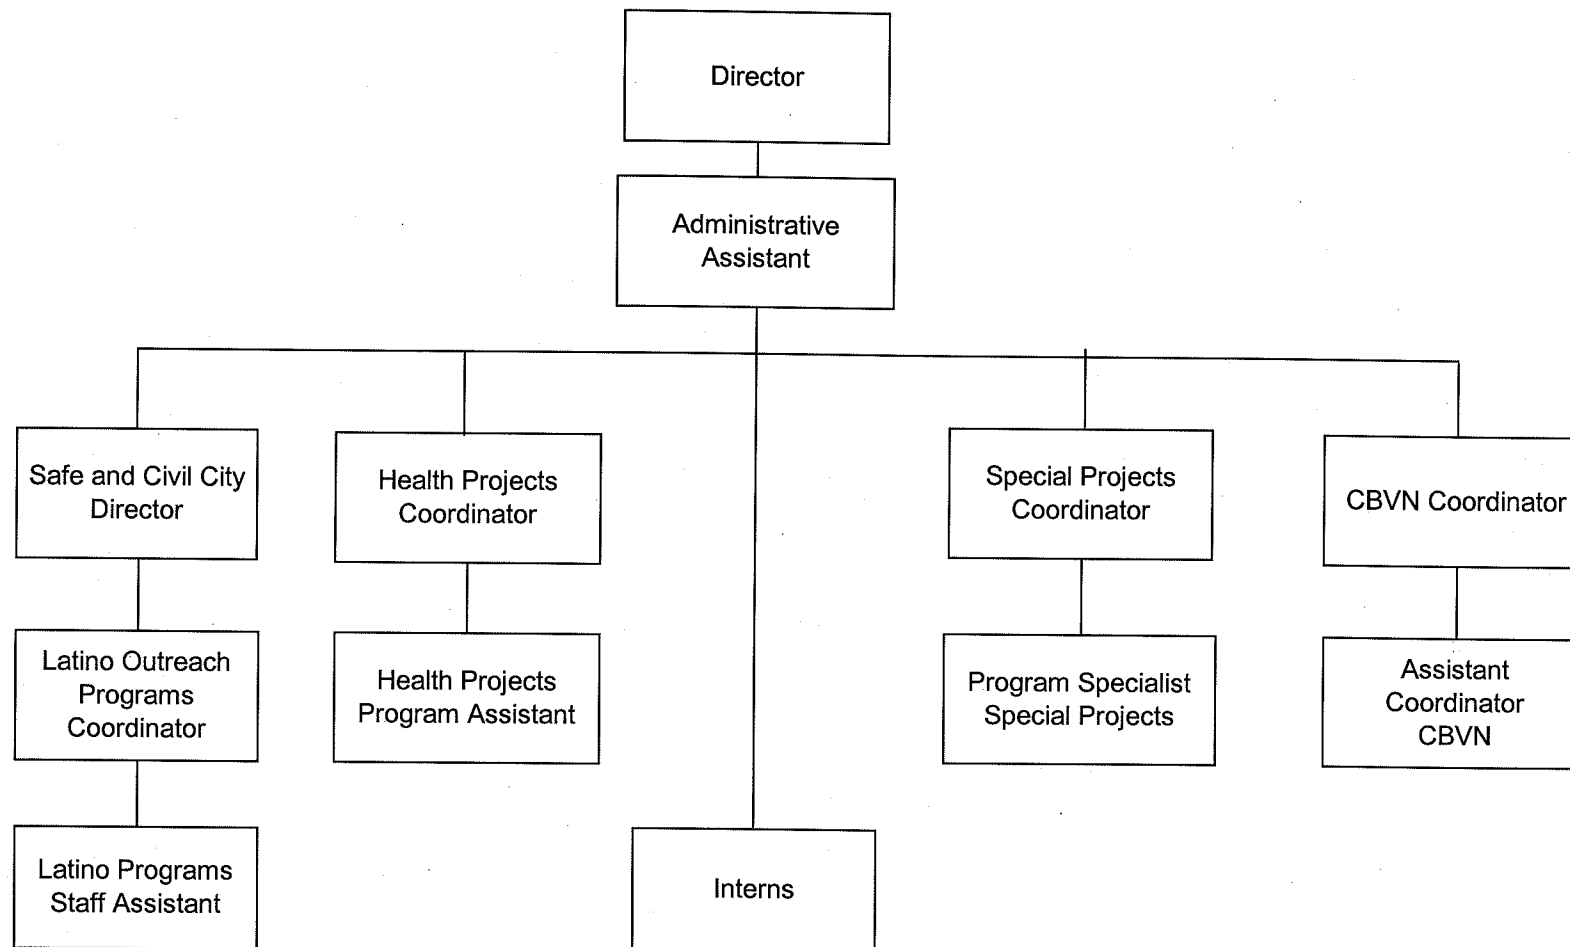 Director
Administrative
Assistant
Safe and Civil City
Director
Health Projects
Coordinator
Special Projects
Coordinator
CBVN Coordinator
Latino Outreach
Programs
Coordinator
Health Projects
Program Assistant
Program Specialist
Special Projects
Assistant
Coordinator
CBVN
Latino Programs
Staff Assistant
Interns